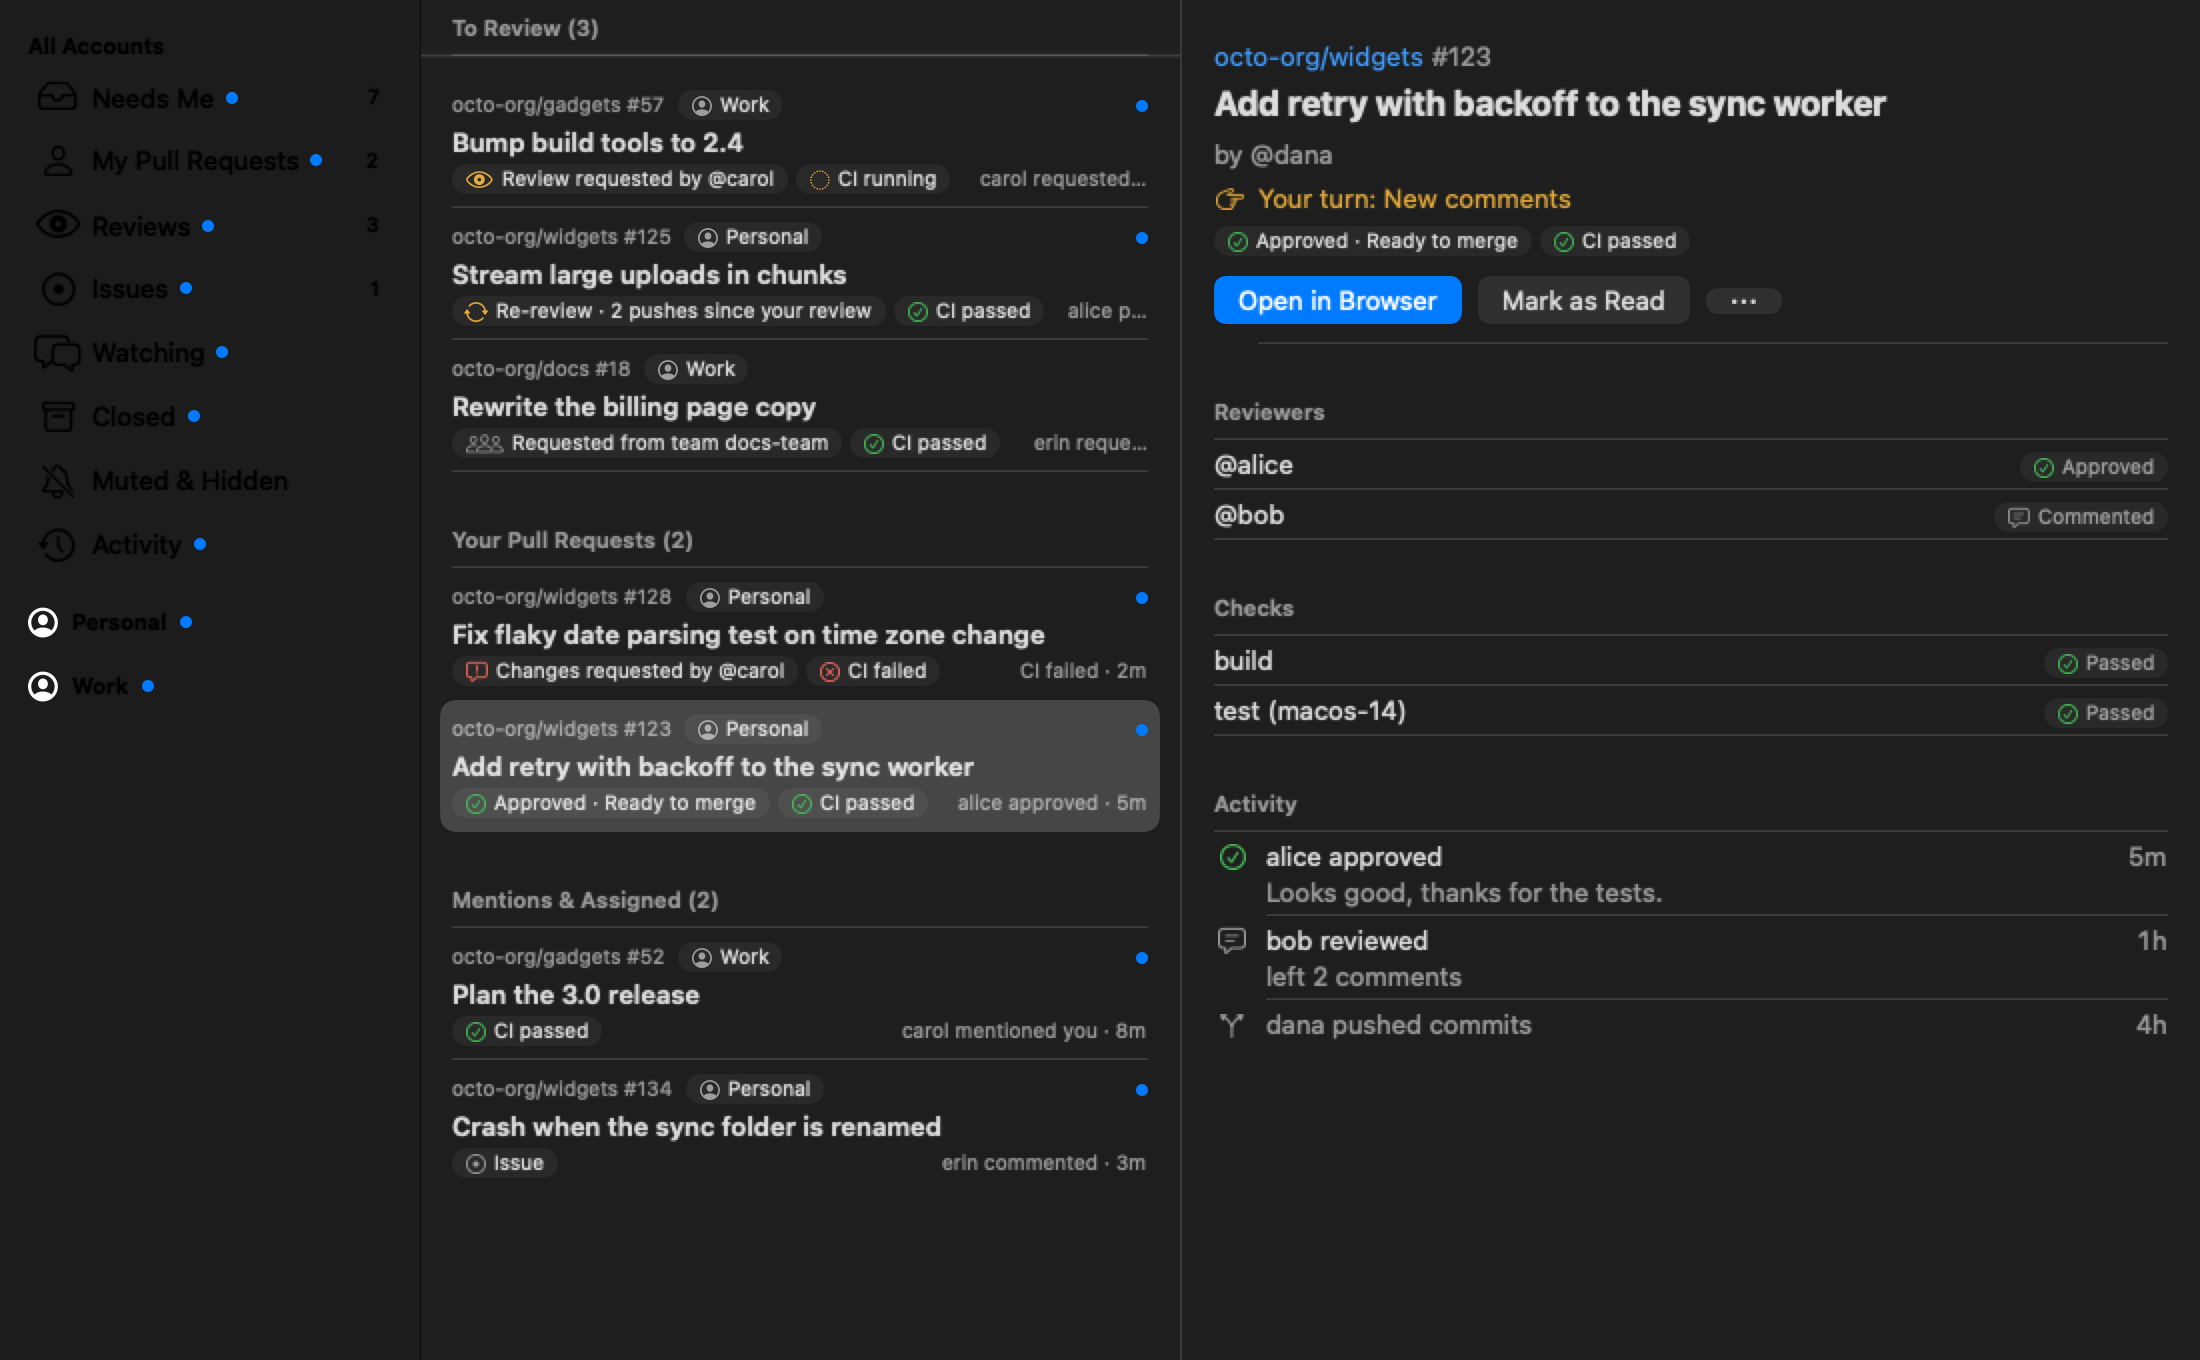 All Accounts
Needs Me 7
My Pull Requests 2
Reviews 3
Issues 1
Watching
Closed
Muted & Hidden
Activity
Personal
Work
To Review (3)
octo-org/gadgets #57 Work
Bump build tools to 2.4
Review requested by @carol CI running carol requested...
octo-org/widgets #125 Personal
Stream large uploads in chunks
Re-review · 2 pushes since your review CI passed alice p...
octo-org/docs #18 Work
Rewrite the billing page copy
Requested from team docs-team CI passed erin reque...
Your Pull Requests (2)
octo-org/widgets #128 Personal
Fix flaky date parsing test on time zone change
Changes requested by @carol CI failed CI failed · 2m
octo-org/widgets #123 Personal
Add retry with backoff to the sync worker
Approved · Ready to merge CI passed alice approved · 5m
Mentions & Assigned (2)
octo-org/gadgets #52 Work
Plan the 3.0 release
CI passed carol mentioned you · 8m
octo-org/widgets #134 Personal
Crash when the sync folder is renamed
Issue erin commented · 3m
octo-org/widgets #123
Add retry with backoff to the sync worker
by @dana
Your turn: New comments
Approved · Ready to merge CI passed
Open in Browser Mark as Read ...
Reviewers
@alice Approved
@bob Commented
Checks
build Passed
test (macos-14) Passed
Activity
alice approved 5m
Looks good, thanks for the tests.
bob reviewed 1h
left 2 comments
dana pushed commits 4h